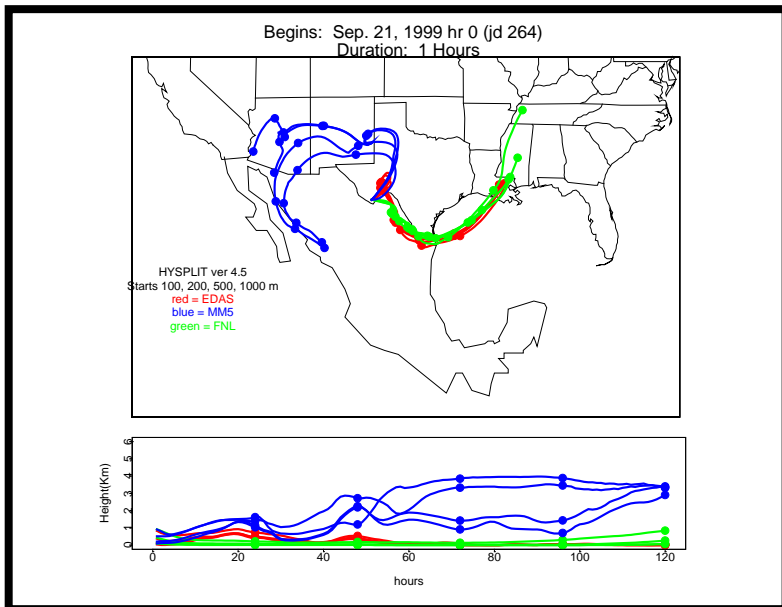 Begins: Sep. 21, 1999 hr 0 (jd 264)
Duration: 1 Hours
HYSPLIT ver 4.5
Starts 100, 200, 500, 1000 m
red = EDAS
blue = MM5
green = FNL
Height(Km)
6
5
4
3
2
1
0
0 20 40 60 80 100 120
hours